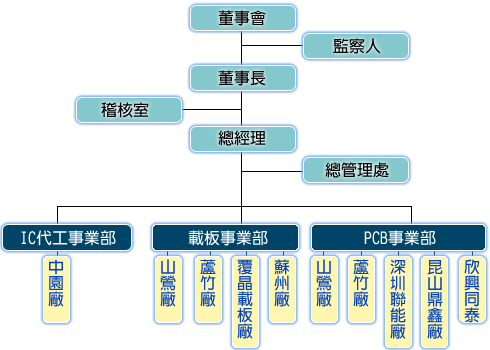 董事會
監察人
董事長
稽核室
總經理
總管理處
IC代工事業部
載板事業部
PCB事業部
中園廠
山鶯廠
蘆竹廠
覆晶載板廠
蘇州廠
山鶯廠
蘆竹廠
深圳聯能廠
昆山鼎鑫廠
欣興同泰